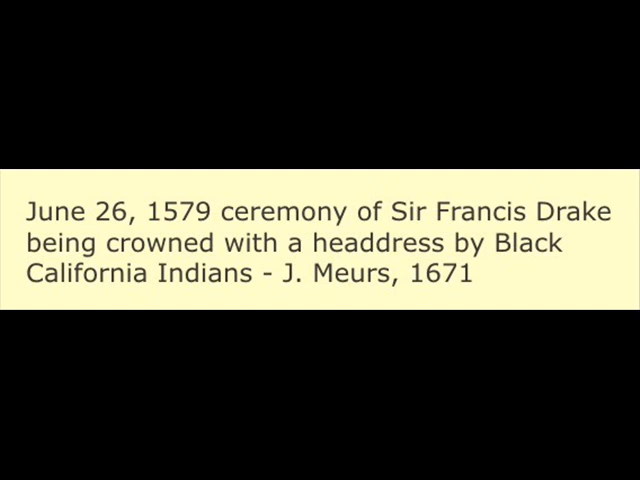 June 26, 1579 ceremony of Sir Francis Drake
being crowned with a headdress by Black
California Indians - J. Meurs, 1671